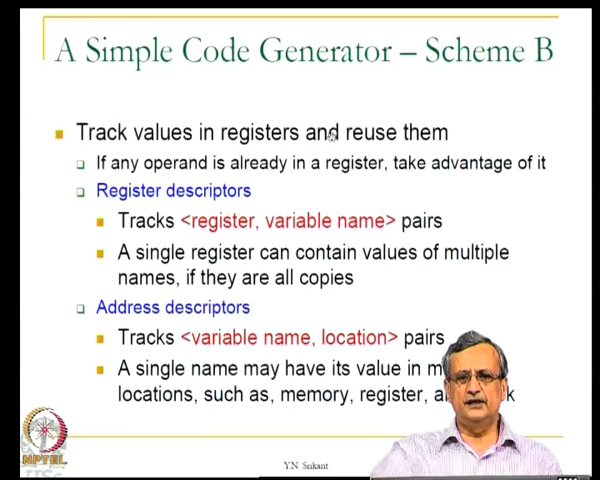 A Simple Code Generator – Scheme B
Track values in registers and reuse them
If any operand is already in a register, take advantage of it
Register descriptors
Tracks <register, variable name> pairs
A single register can contain values of multiple
names, if they are all copies
Address descriptors
Tracks <variable name, location> pairs
A single name may have its value in
locations, such as, memory, register,
Y.N. Srikant
NPTEL